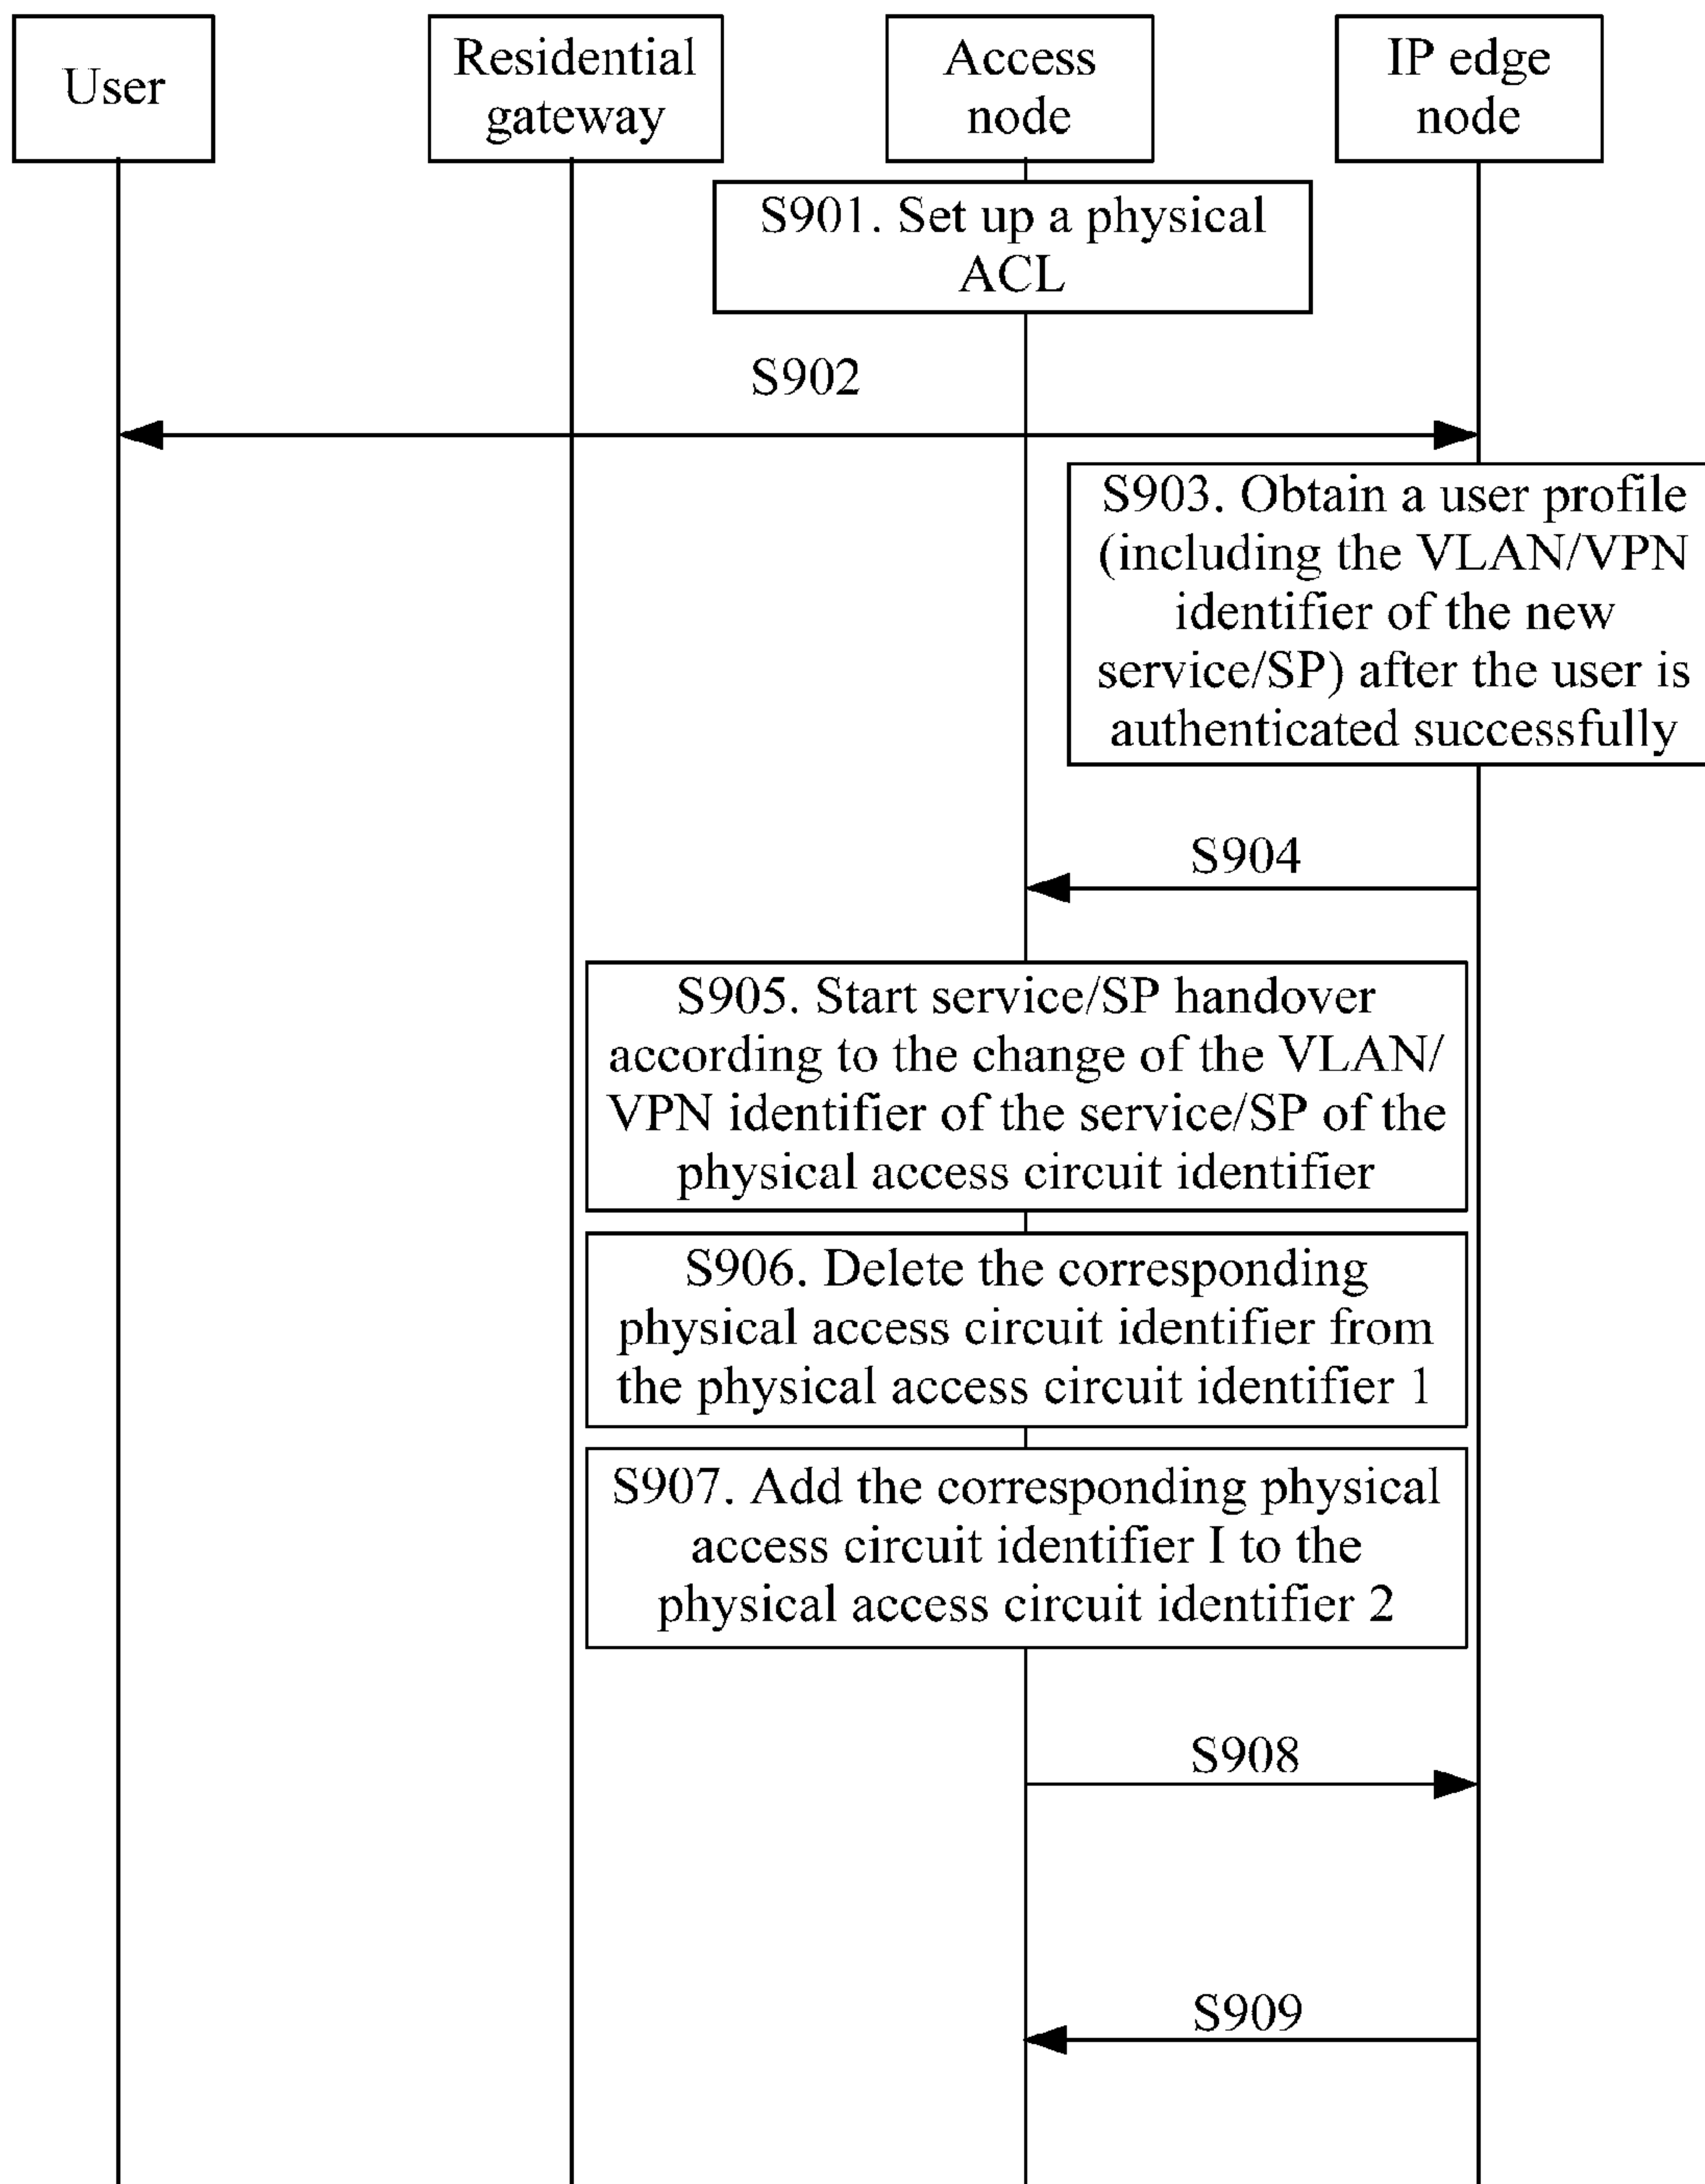 User
Residential
gateway
Access
node
IP edge
node
S901. Set up a physical
ACL
S902
S903. Obtain a user profile
(including the VLAN/VPN
identifier of the new
service/SP) after the user is
authenticated successfully
S904
S905. Start service/SP handover
according to the change of the VLAN/
VPN identifier of the service/SP of the
physical access circuit identifier
S906. Delete the corresponding
physical access circuit identifier from
the physical access circuit identifier 1
S907. Add the corresponding physical
access circuit identifier I to the
physical access circuit identifier 2
S908
S909